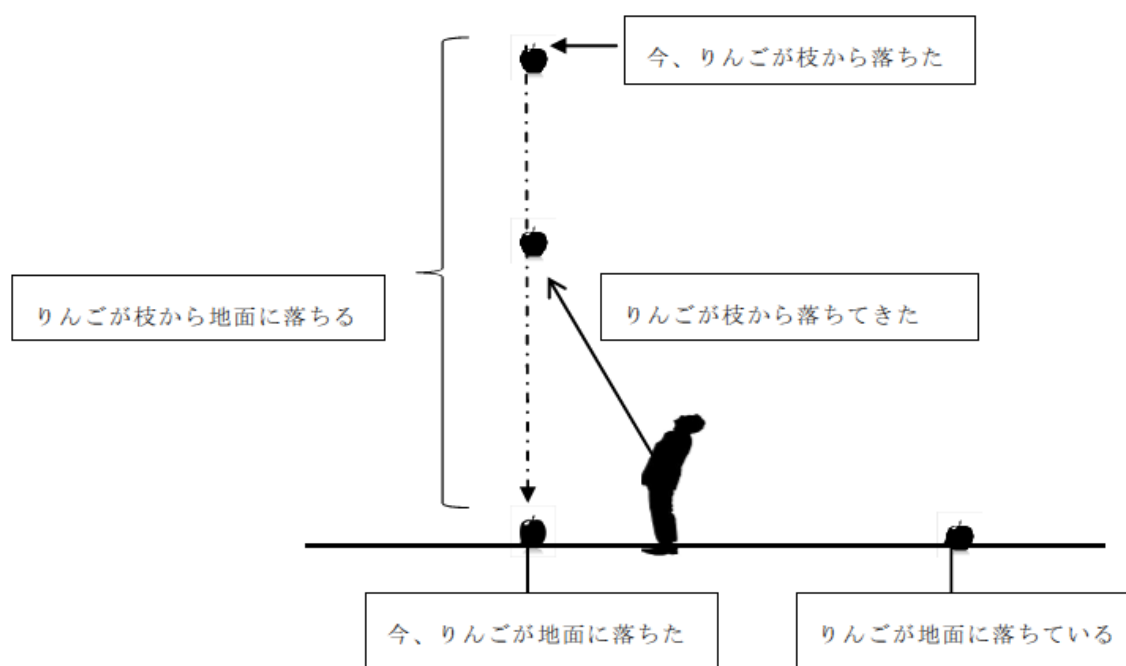 今、りんごが枝から落ちた
りんごが枝から地面に落ちる
りんごが枝から落ちてきた
今、りんごが地面に落ちた
りんごが地面に落ちている